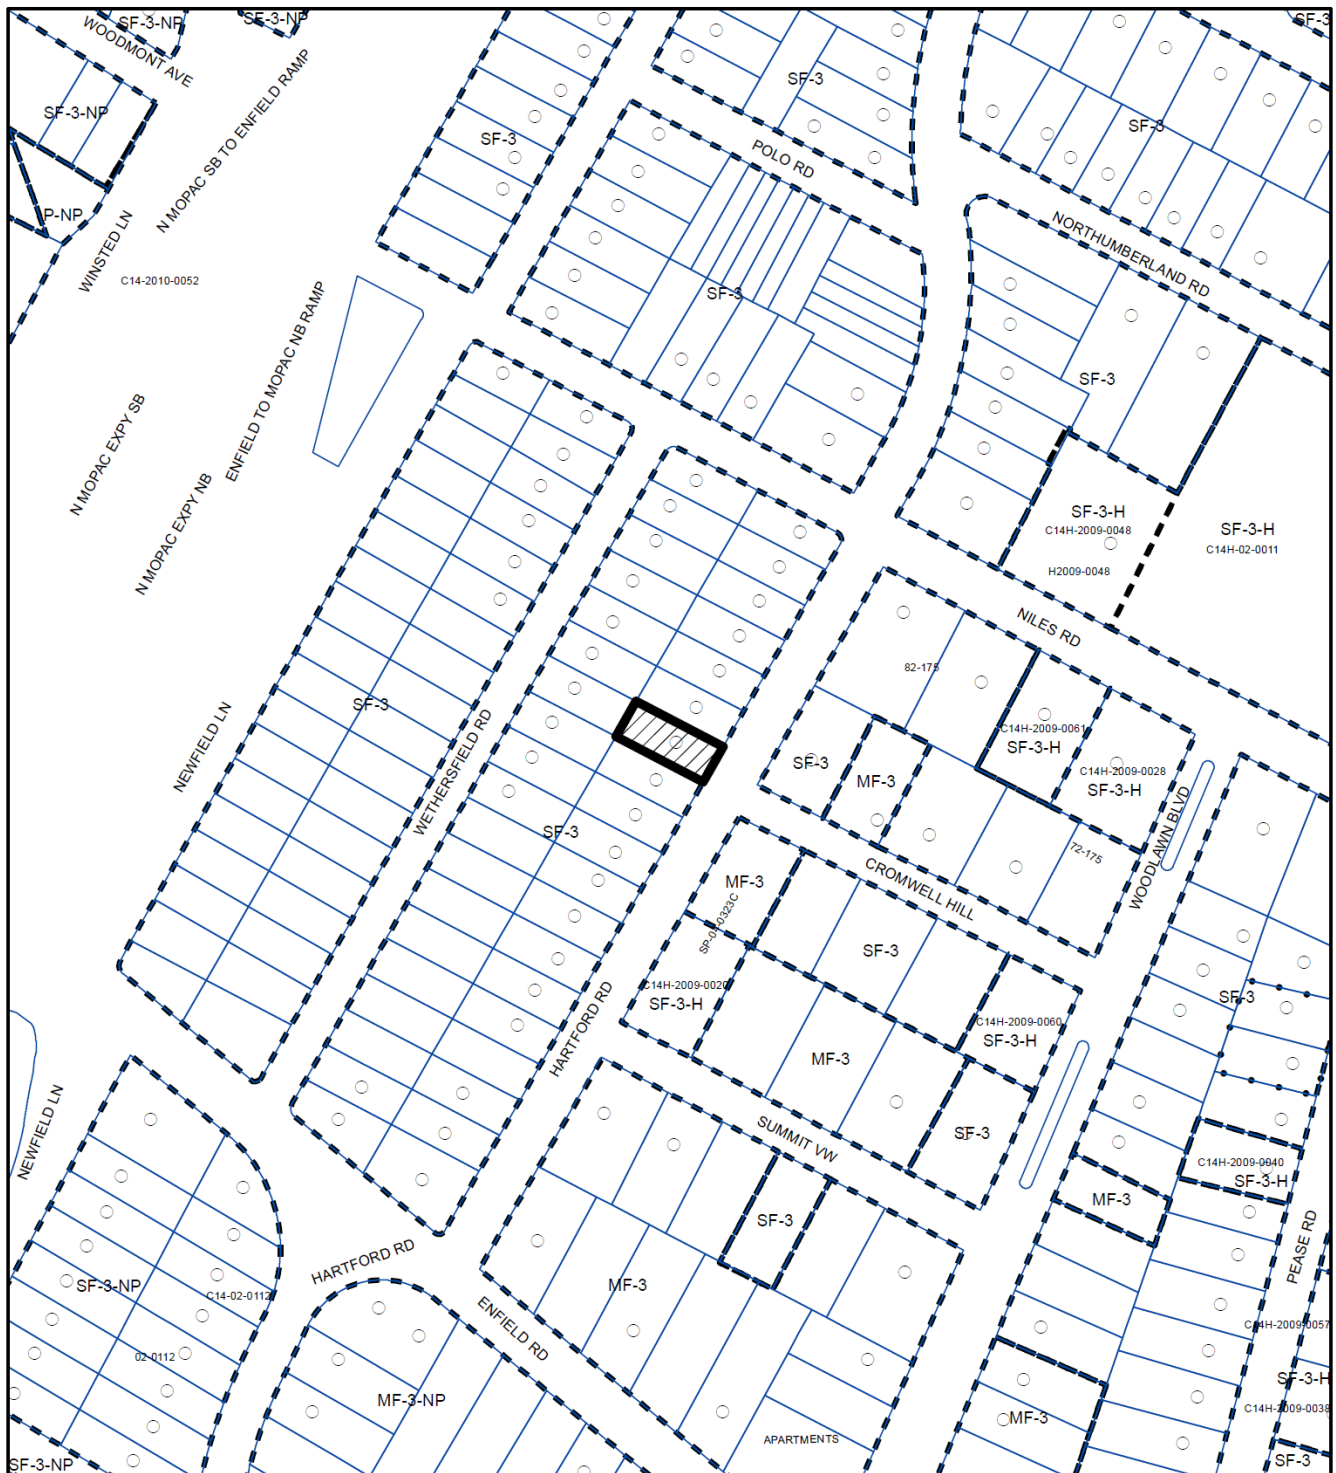 SF-3-NP
SF-3-NP
SF-3
WOODMONT AVE
SF-3-NP
N MOPAC SB TO ENFIELD RAMP
SF-3
SF-3
SF-3
POLO RD
P-NP
WINSTED LN
C14-2010-0052
NORTHUMBERLAND RD
SF-3
ENFIELD TO MOPAC NB RAMP
SF-3
N MOPAC EXPY SB
N MOPAC EXPY NB
SF-3-H
C14H-2009-0048
SF-3-H
C14H-02-0011
H2009-0048
NILES RD
82-175
SF-3
NEWFIELD LN
WETHERSFIELD RD
C14H-2009-0061
SF-3-H
SF-3
MF-3
C14H-2009-0028
SF-3-H
WOODLAWN BLVD
SF-3
72-175
CROMWELL HILL
MF-3
SP-04-0323C
SF-3
C14H-2009-0020
SF-3-H
SF-3
HARTFORD RD
C14H-2009-0060
SF-3-H
MF-3
NEWFIELD LN
SUMMIT VW
SF-3
C14H-2009-0040
SF-3-H
MF-3
SF-3
PEASE RD
HARTFORD RD
SF-3-NP
C14-02-0112
MF-3
ENFIELD RD
C14H-2009-0057
02-0112
SF-3-H
MF-3-NP
C14H-2009-0038
MF-3
APARTMENTS
SF-3-NP
SF-3